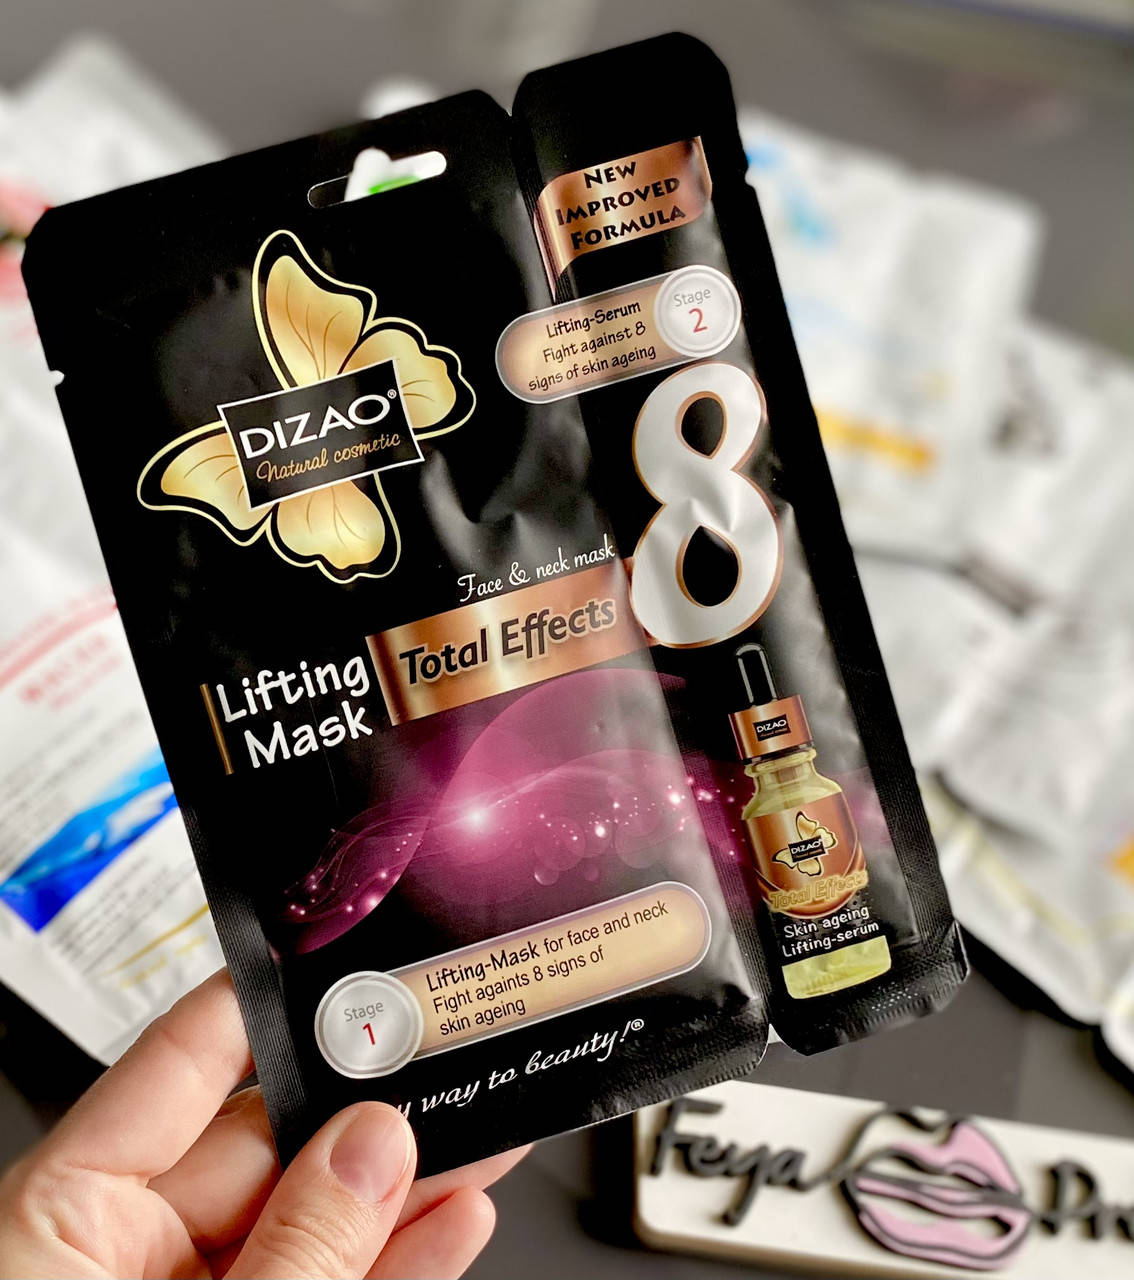 NEW
IMPROVED
FORMULA
Lifting-Serum
Fight against 8
signs of skin ageing
Stage
2
DIZAO®
Natural cosmetic
8
Face & neck mask
Total Effects
Lifting
Mask
DIZAO
DIZAO
Total Effects
Skin ageing
Lifting-serum
Stage
1
Lifting-Mask for face and neck
Fight againts 8 signs of
skin ageing
way to beauty!®
Feya